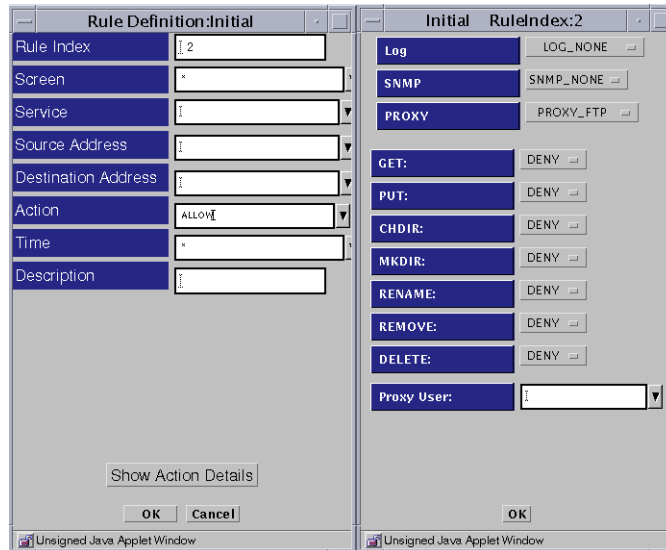 Rule Definition:Initial
Rule Index 2
Screen *
Service
Source Address
Destination Address
Action ALLOW
Time *
Description
Show Action Details
OK Cancel
Unsigned Java Applet Window
Initial RuleIndex:2
Log LOG_NONE
SNMP SNMP_NONE
PROXY PROXY_FTP
GET: DENY
PUT: DENY
CHDIR: DENY
MKDIR: DENY
RENAME: DENY
REMOVE: DENY
DELETE: DENY
Proxy User:
OK
Unsigned Java Applet Window